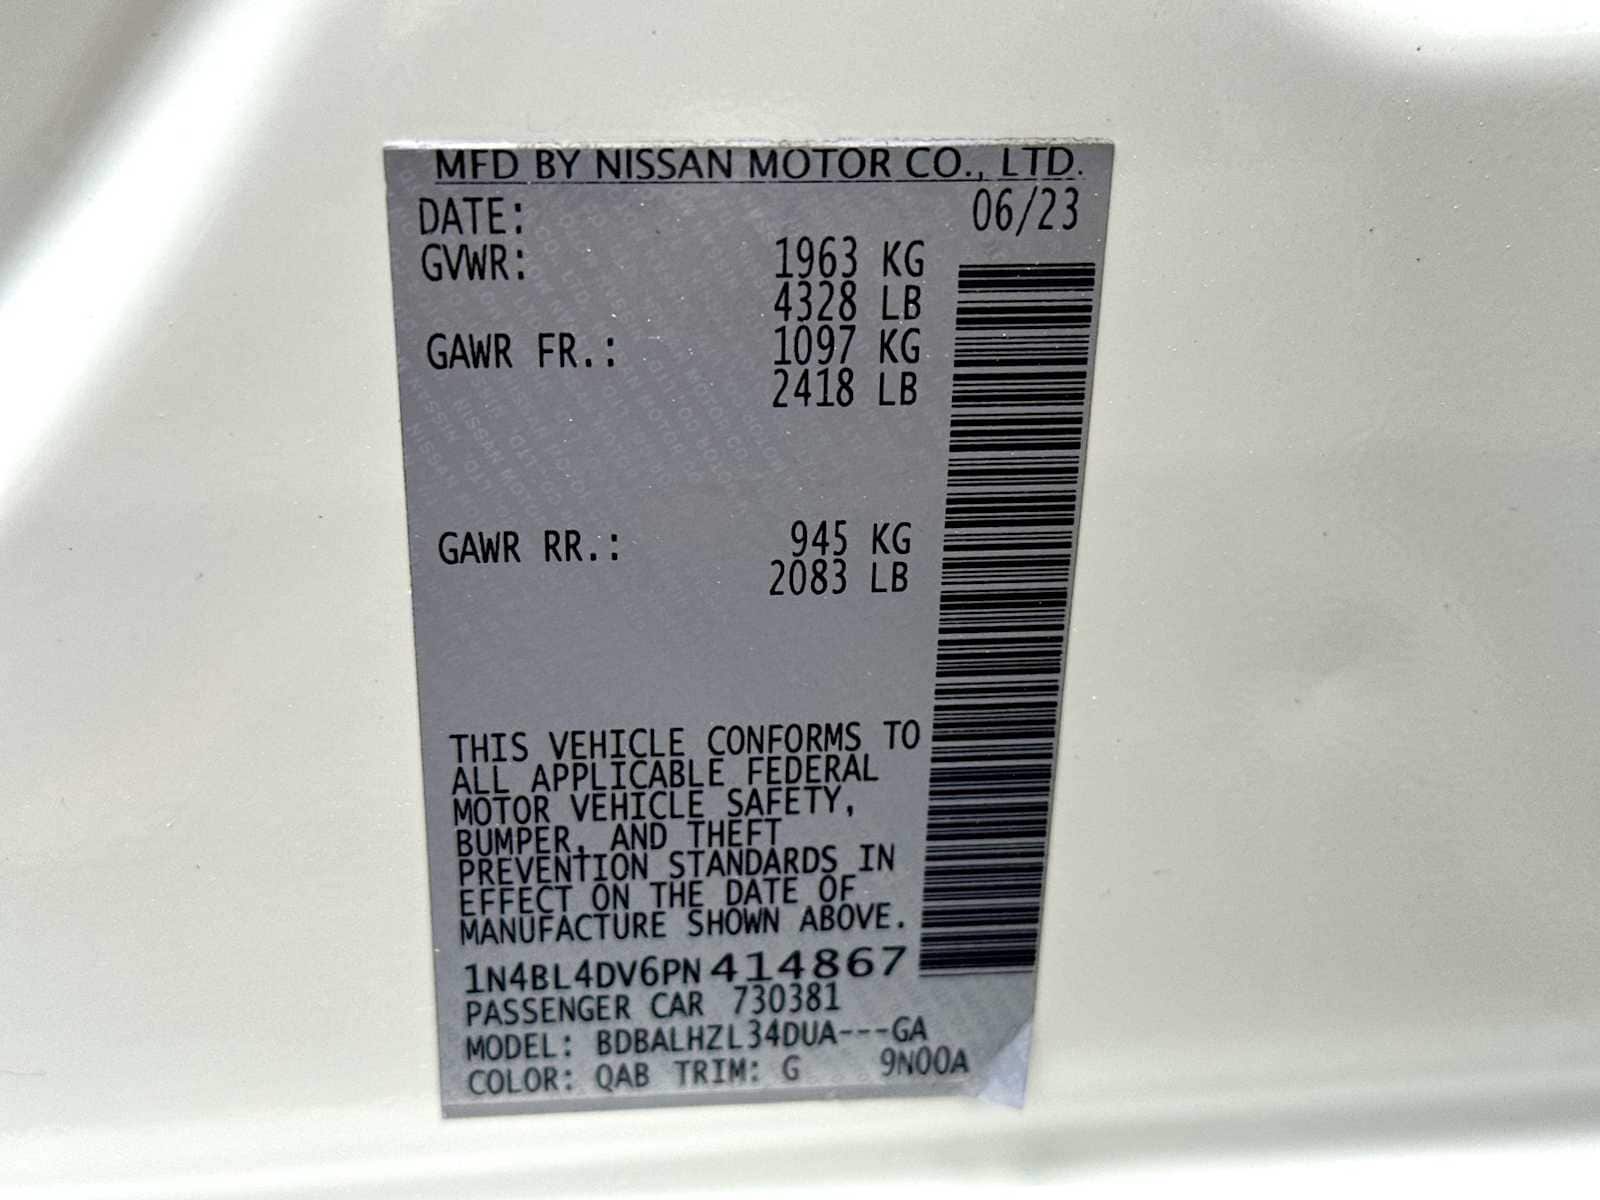 MFD BY NISSAN MOTOR CO., LTD.
DATE: 06/23
GVWR: 1963 KG
4328 LB
GAWR FR.: 1097 KG
2418 LB
GAWR RR.: 945 KG
2083 LB
THIS VEHICLE CONFORMS TO
ALL APPLICABLE FEDERAL
MOTOR VEHICLE SAFETY,
BUMPER, AND THEFT
PREVENTION STANDARDS IN
EFFECT ON THE DATE OF
MANUFACTURE SHOWN ABOVE.
1N4BL4DV6PN414867
PASSENGER CAR 730381
MODEL: BDBALHZL34DUA---GA
COLOR: QAB TRIM: G 9N00A